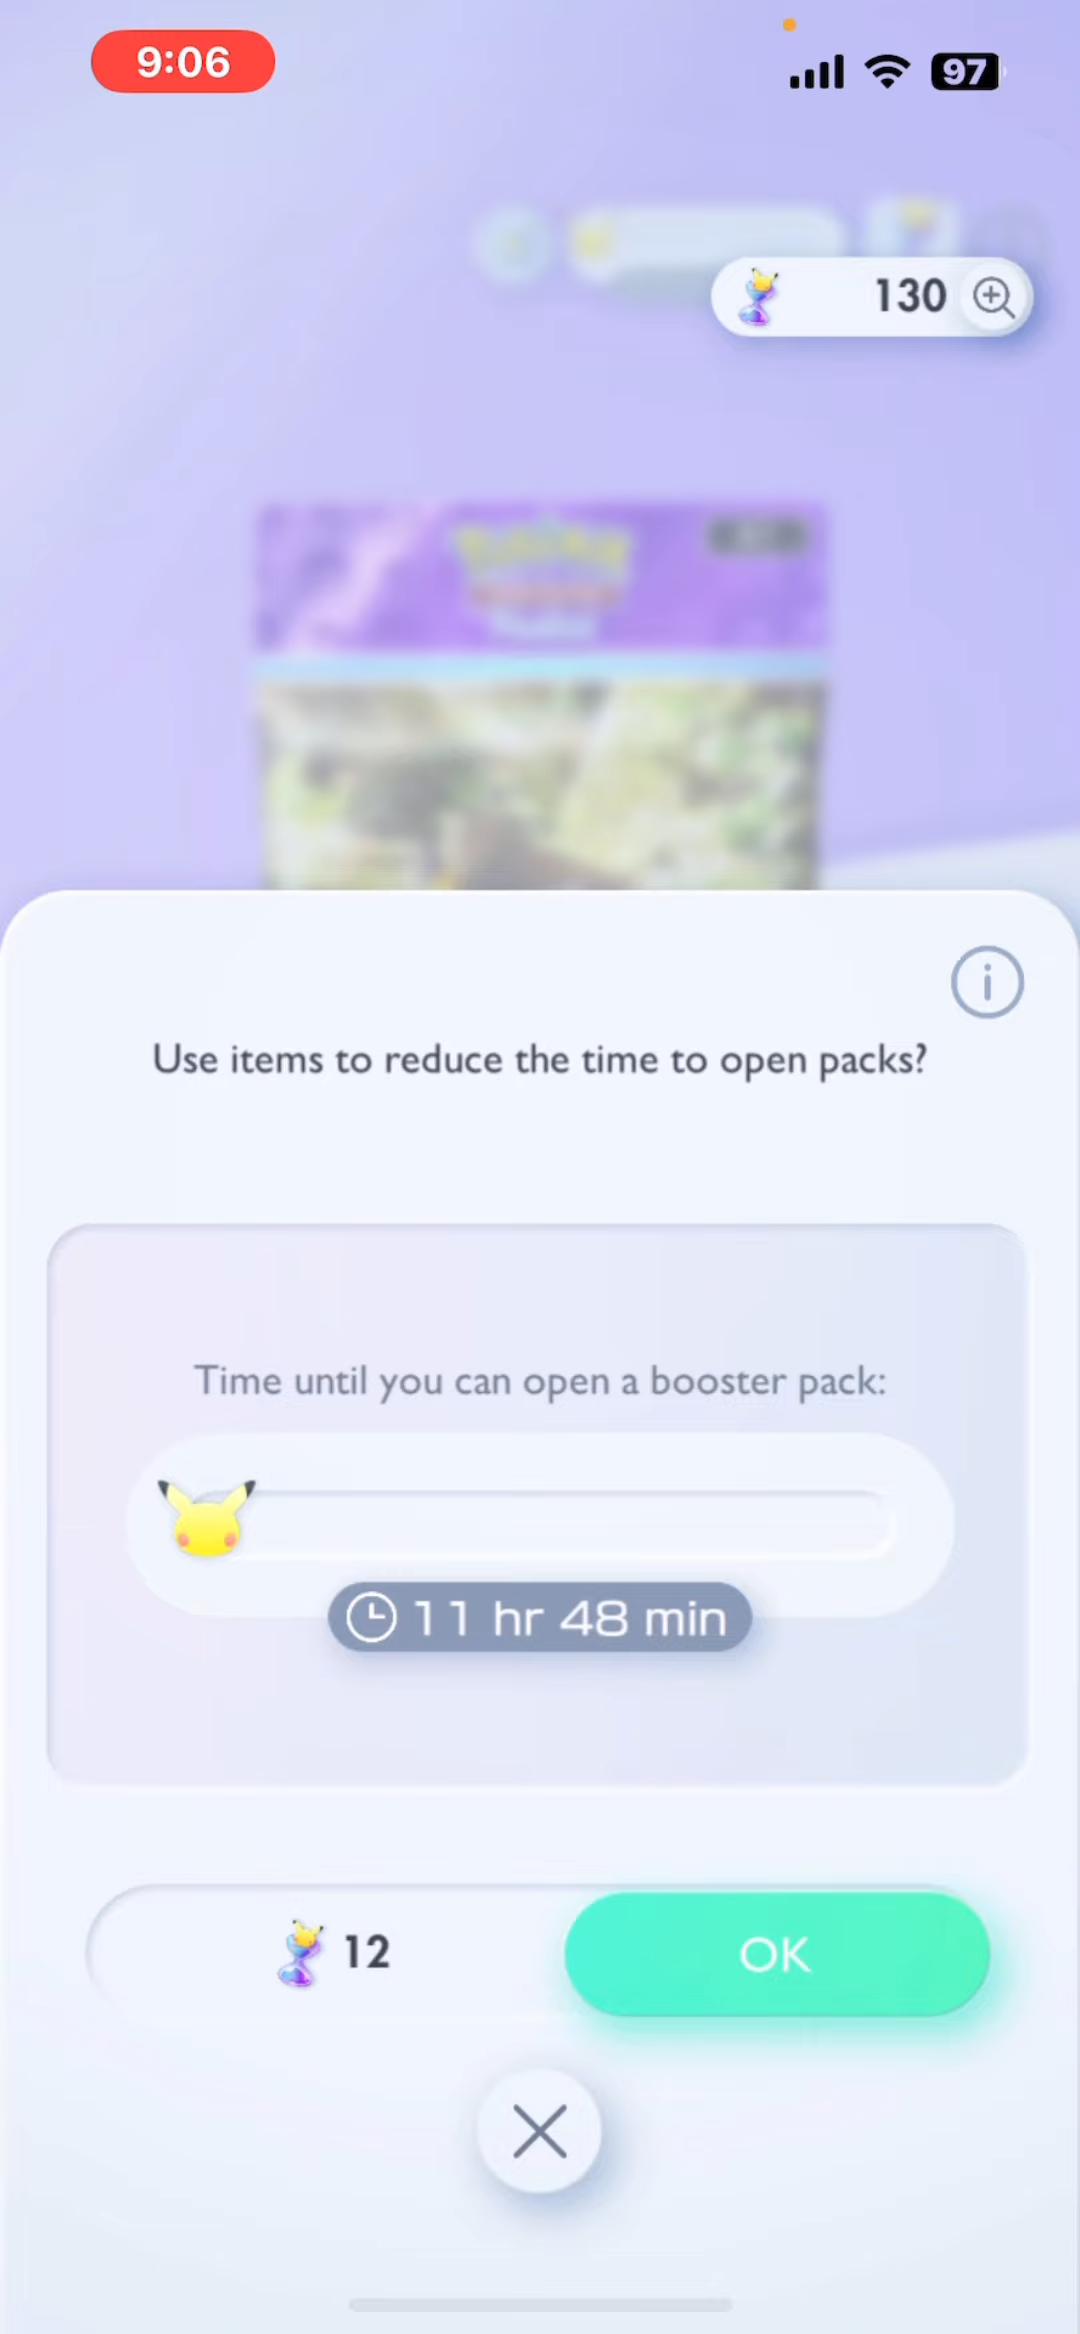 9:06
97
130
Use items to reduce the time to open packs?
Time until you can open a booster pack:
11 hr 48 min
12
OK